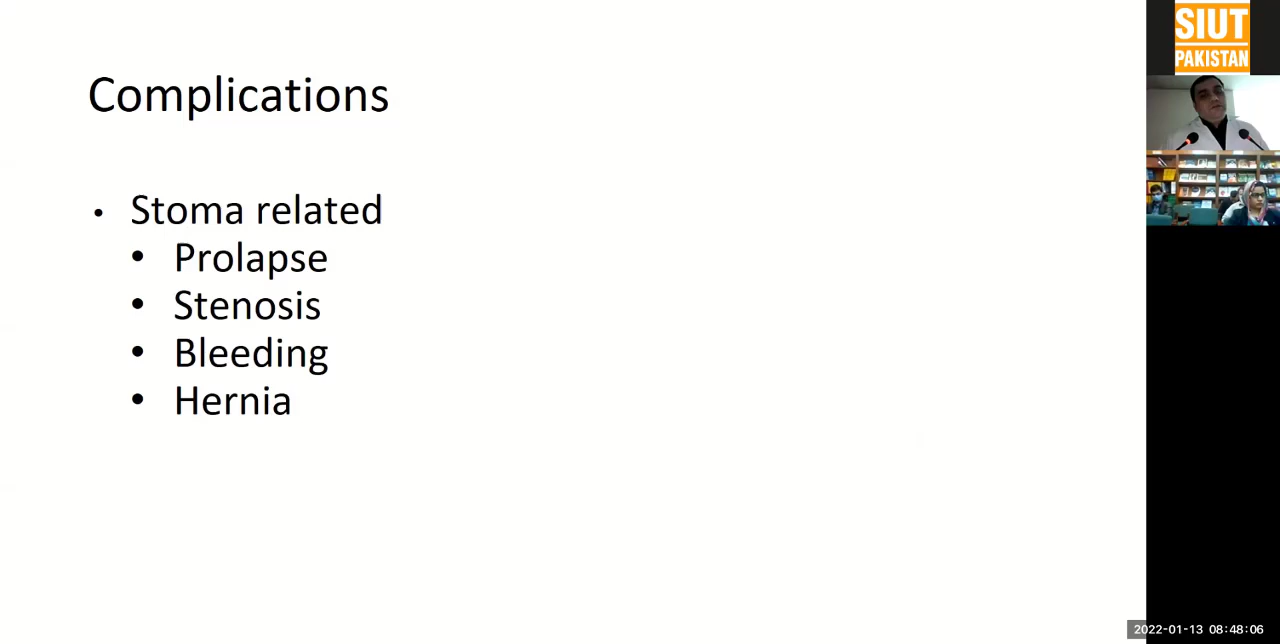 SIUT
PAKISTAN
Complications
• Stoma related
• Prolapse
• Stenosis
• Bleeding
• Hernia
2022-01-13 08:48:06